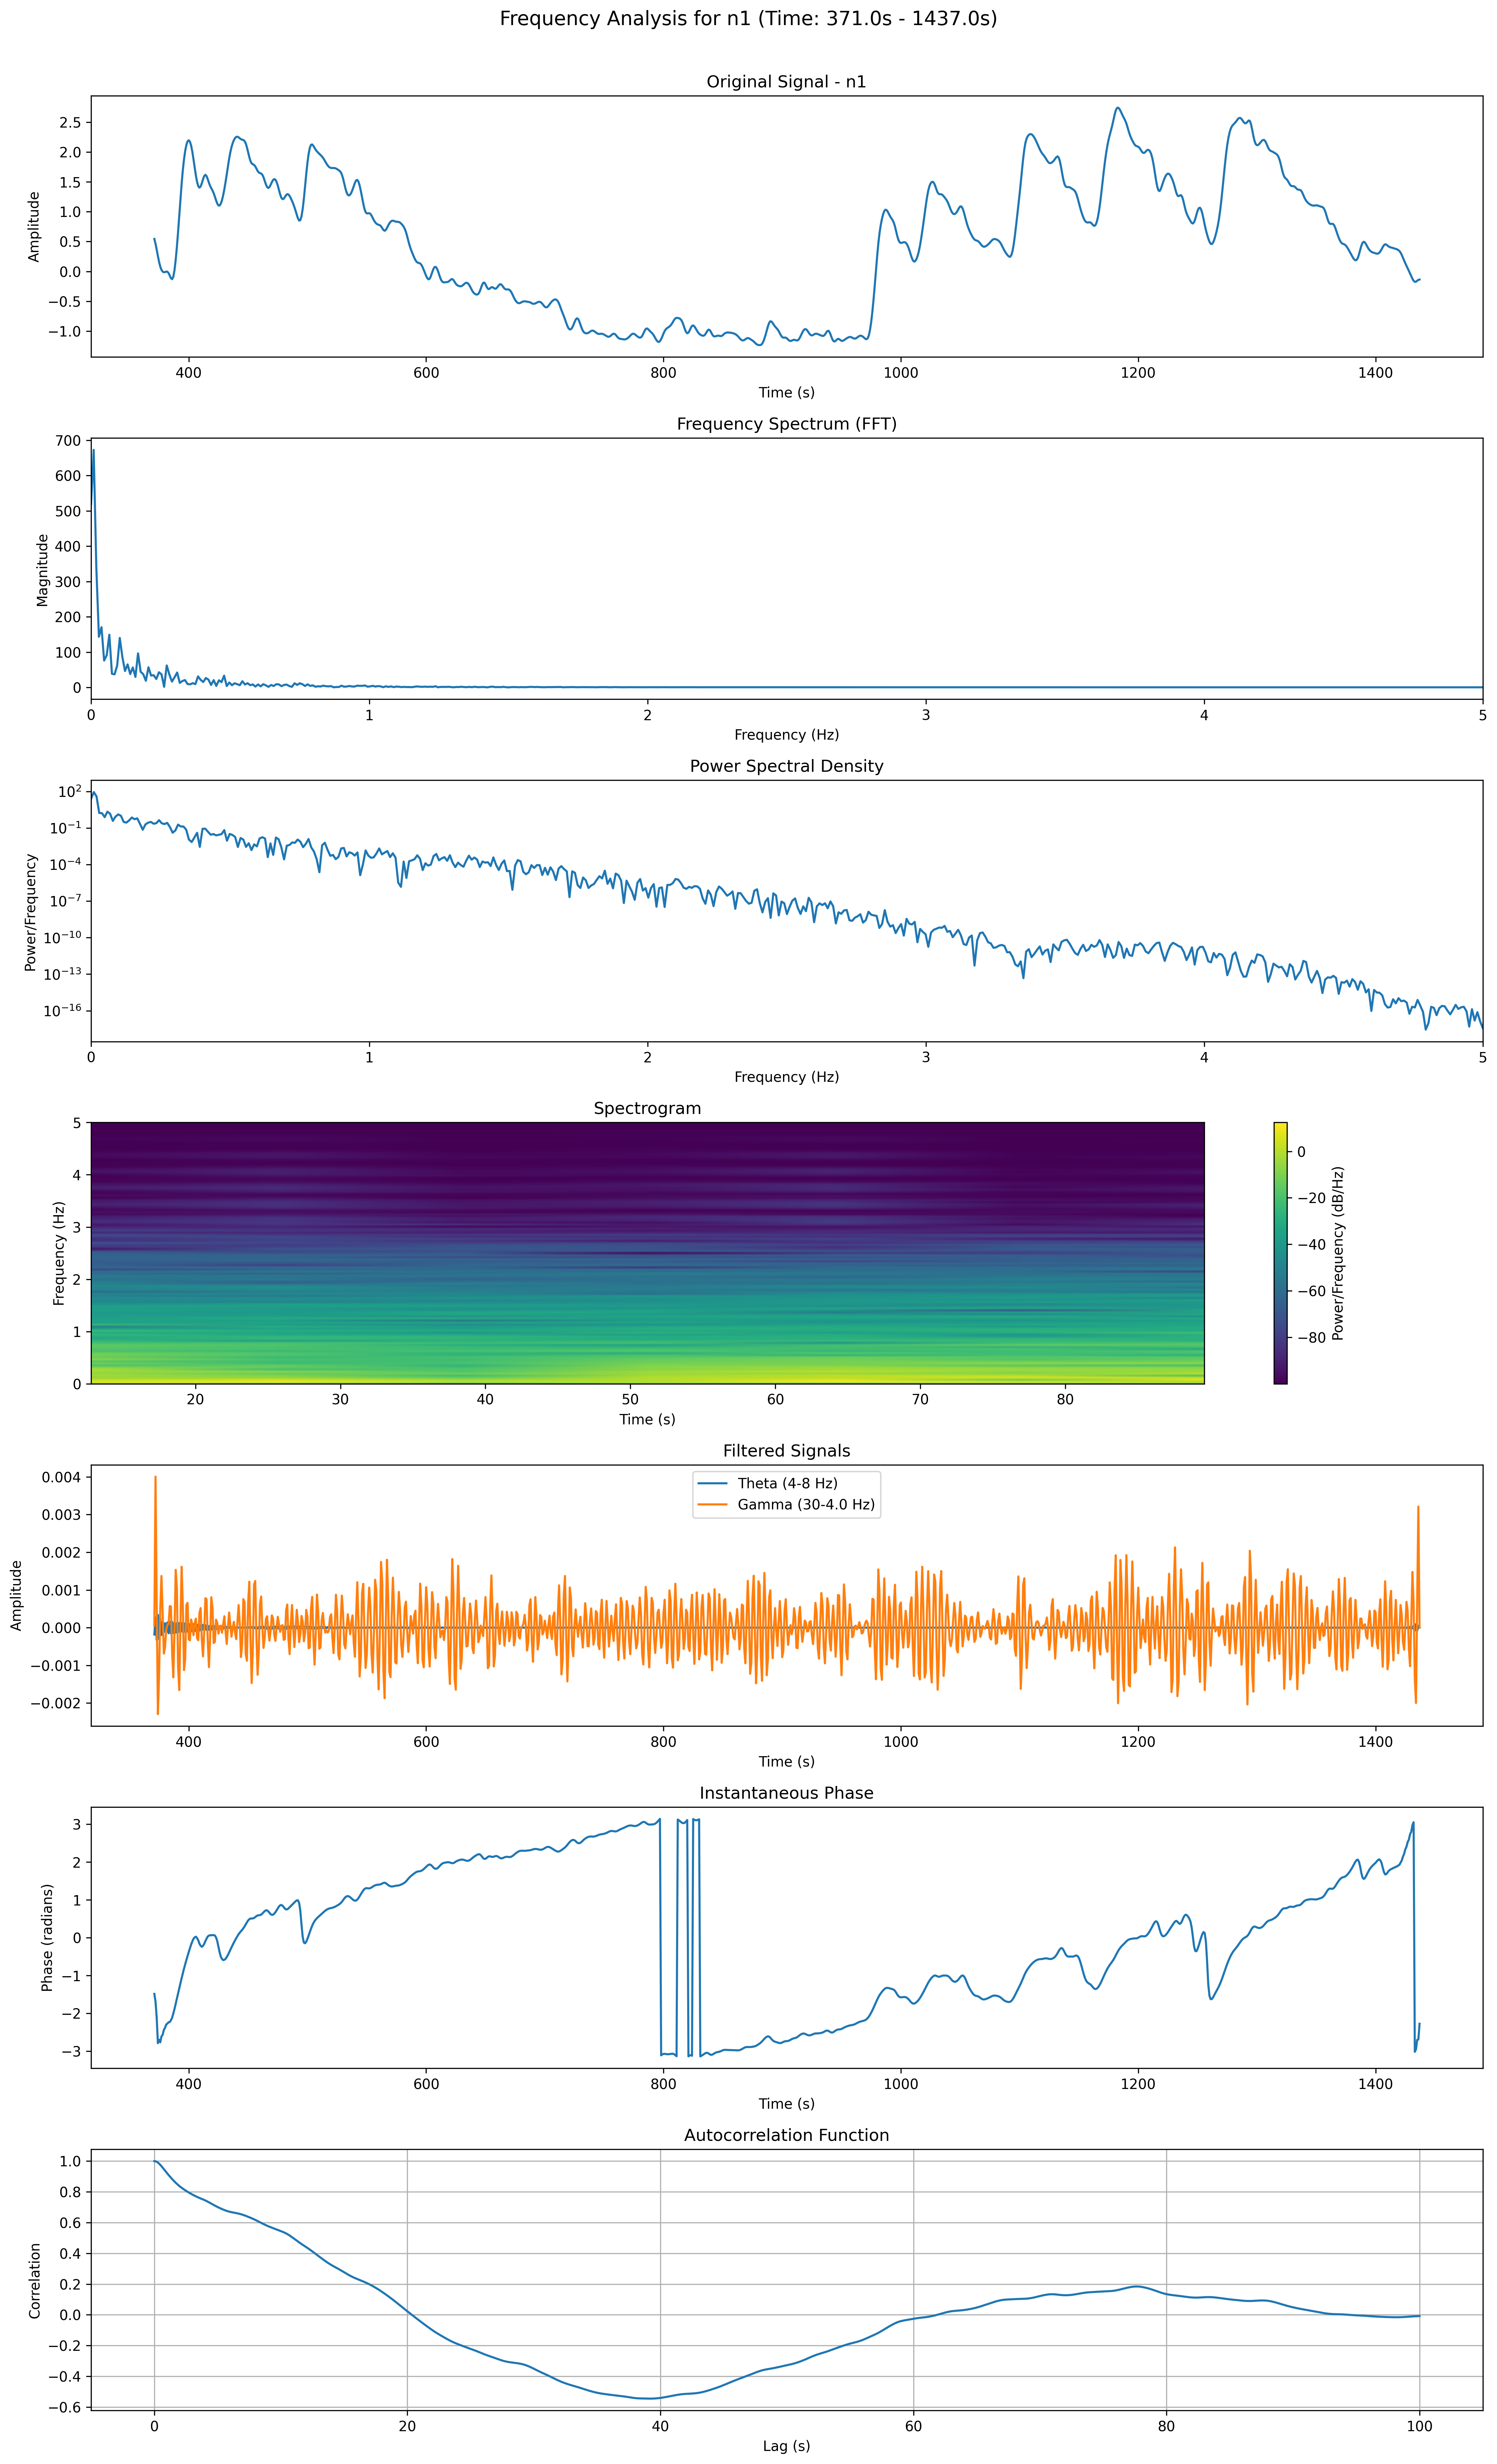 Frequency Analysis for n1 (Time: 371.0s - 1437.0s)
Original Signal - n1
Amplitude
2.5
2.0
1.5
1.0
0.5
0.0
−0.5
−1.0
400 600 800 1000 1200 1400
Time (s)
Frequency Spectrum (FFT)
Magnitude
700
600
500
400
300
200
100
0
0 1 2 3 4 5
Frequency (Hz)
Power Spectral Density
Power/Frequency
10²
10⁻¹
10⁻⁴
10⁻⁷
10⁻¹⁰
10⁻¹³
10⁻¹⁶
0 1 2 3 4 5
Frequency (Hz)
Spectrogram
Frequency (Hz)
5
4
3
2
1
0
20 30 40 50 60 70 80
Time (s)
0
−20
−40
−60
−80
Power/Frequency (dB/Hz)
Filtered Signals
Theta (4-8 Hz)
Gamma (30-4.0 Hz)
Amplitude
0.004
0.003
0.002
0.001
0.000
−0.001
−0.002
400 600 800 1000 1200 1400
Time (s)
Instantaneous Phase
Phase (radians)
3
2
1
0
−1
−2
−3
400 600 800 1000 1200 1400
Time (s)
Autocorrelation Function
Correlation
1.0
0.8
0.6
0.4
0.2
0.0
−0.2
−0.4
−0.6
0 20 40 60 80 100
Lag (s)